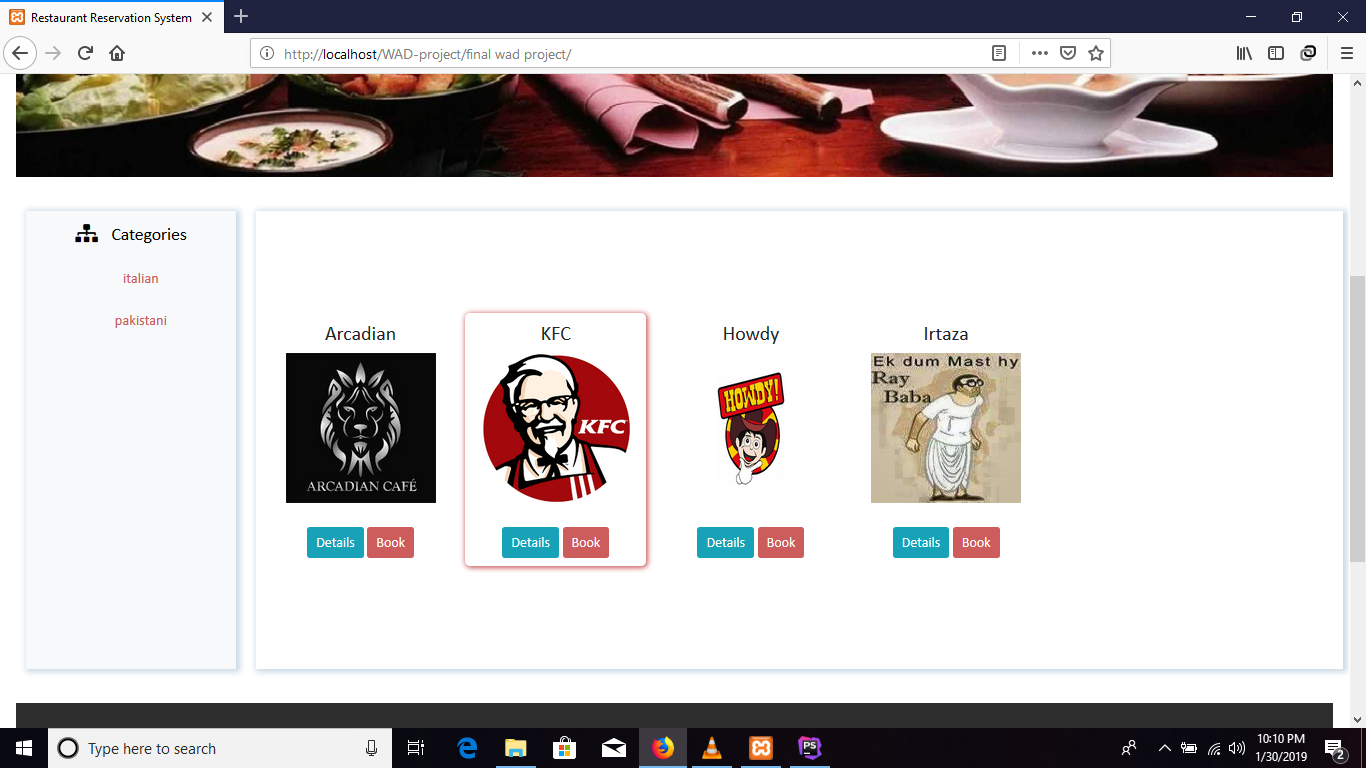 Restaurant Reservation System
http://localhost/WAD-project/final wad project/
Categories
italian
pakistani
Arcadian
KFC
Howdy
Irtaza
ARCADIAN CAFÉ
KFC
HOWDY!
Ek dum Mast hy
Ray
Baba
Details Book
Details Book
Details Book
Details Book
Type here to search
PS
10:10 PM
1/30/2019
2